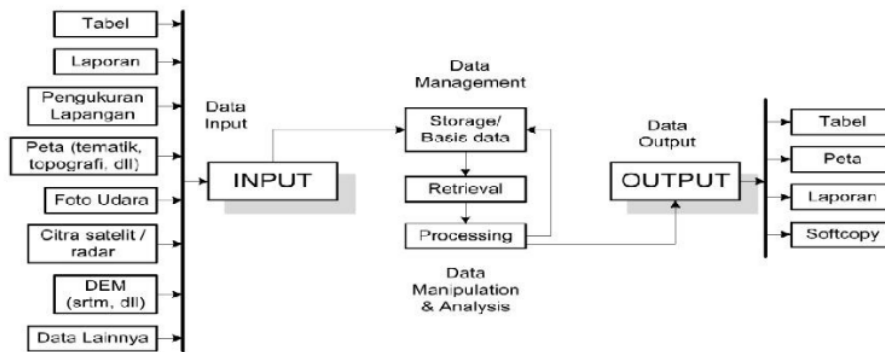 Tabel
Laporan
Pengukuran
Lapangan
Peta (tematik,
topografi, dll)
Foto Udara
Citra satelit /
radar
DEM
(srtm, dll)
Data Lainnya
Data
Input
INPUT
Data
Management
Storage/
Basis data
Retrieval
Processing
Data
Manipulation
& Analysis
Data
Output
OUTPUT
Tabel
Peta
Laporan
Softcopy